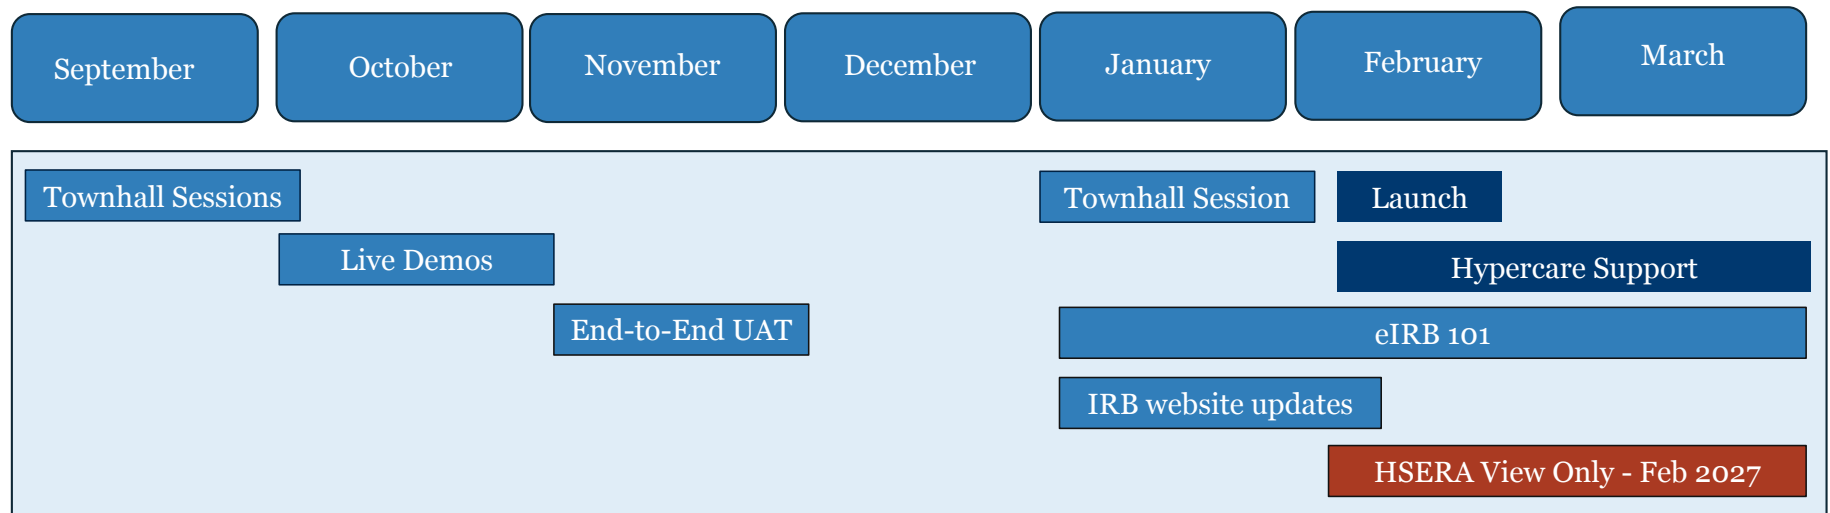 September
October
November
December
January
February
March
Townhall Sessions
Townhall Session
Launch
Live Demos
Hypercare Support
End-to-End UAT
eIRB 101
IRB website updates
HSERA View Only - Feb 2027